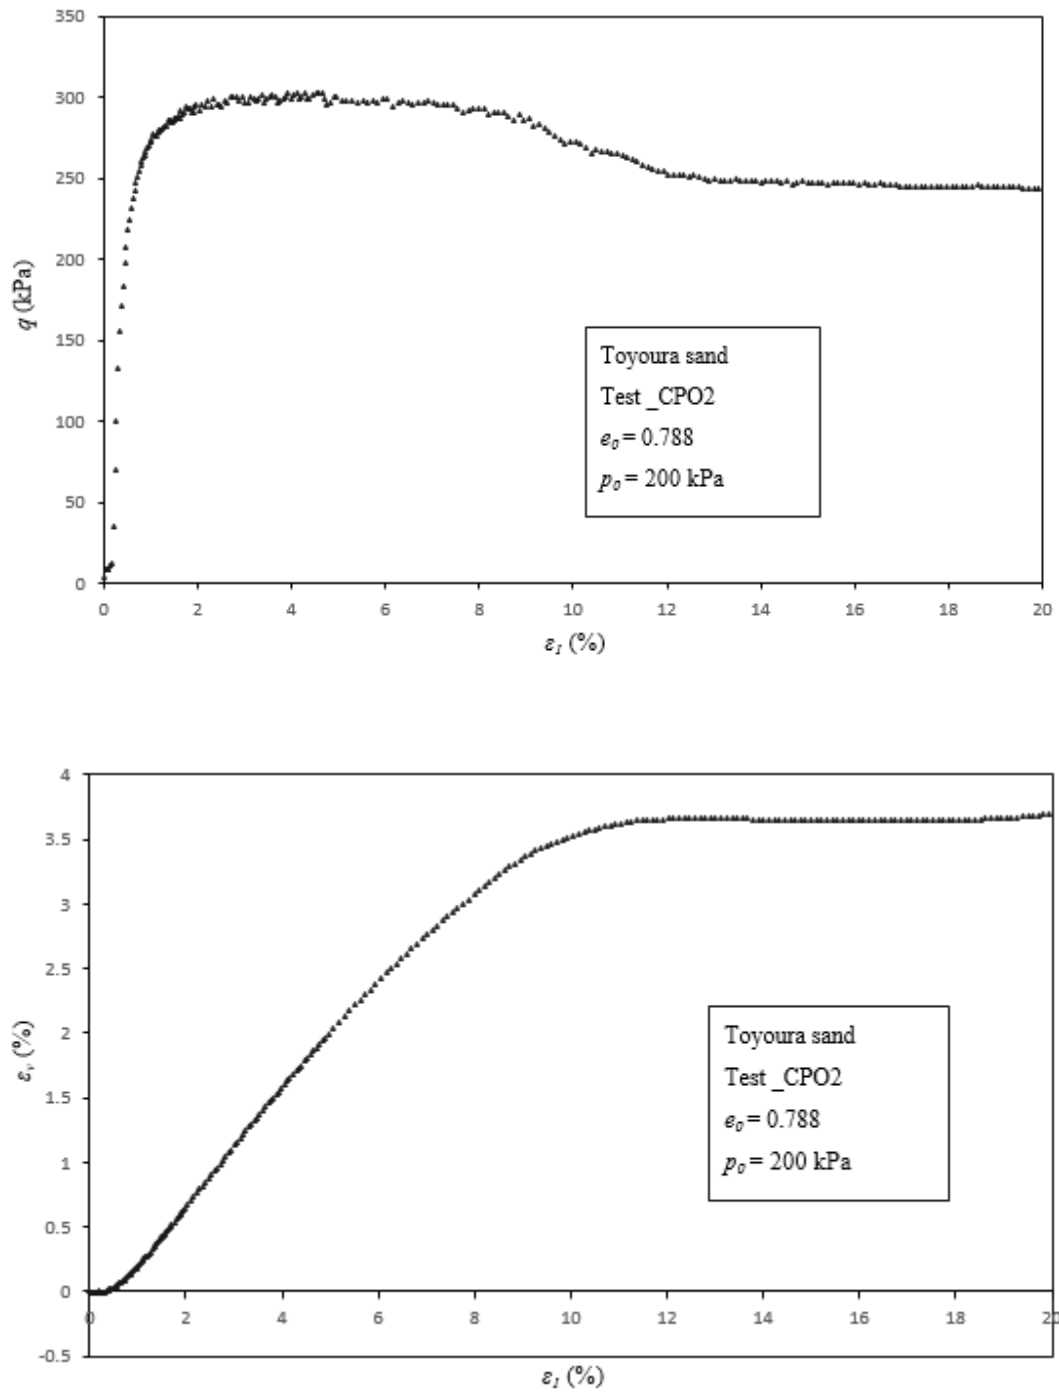 350
300
250
200
150
100
50
0
q (kPa)
0 2 4 6 8 10 12 14 16 18 20
ε₁ (%)
Toyoura sand
Test _CPO2
e₀ = 0.788
p₀ = 200 kPa
4
3.5
3
2.5
2
1.5
1
0.5
0
-0.5
εᵥ (%)
0 2 4 6 8 10 12 14 16 18 20
ε₁ (%)
Toyoura sand
Test _CPO2
e₀ = 0.788
p₀ = 200 kPa